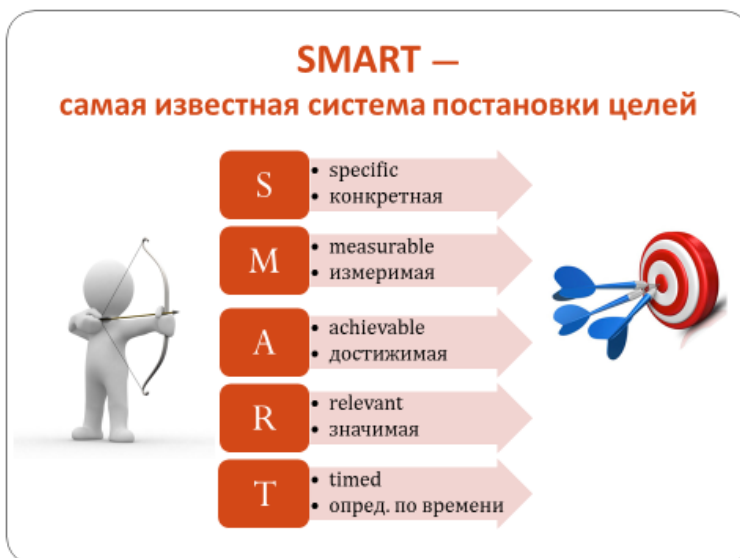 SMART —
самая известная система постановки целей
S
• specific
• конкретная
M
• measurable
• измеримая
A
• achievable
• достижимая
R
• relevant
• значимая
T
• timed
• опред. по времени